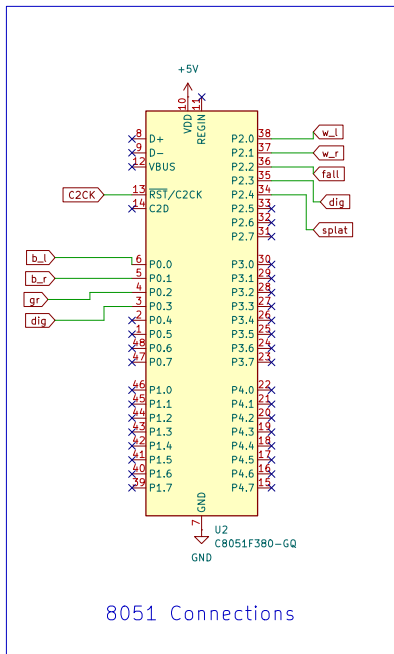 +5V
10
11
VDD
REGIN
8 D+ P2.0 38 w_l
9 D- P2.1 37 w_r
12 VBUS P2.2 36 fall
P2.3 35 dig
C2CK 13 RST/C2CK P2.4 34 splat
14 C2D P2.5 33
P2.6 32
P2.7 31
b_l 6 P0.0 P3.0 30
b_r 5 P0.1 P3.1 29
gr 4 P0.2 P3.2 28
dig 3 P0.3 P3.3 27
2 P0.4 P3.4 26
1 P0.5 P3.5 25
48 P0.6 P3.6 24
47 P0.7 P3.7 23
46 P1.0 P4.0 22
45 P1.1 P4.1 21
44 P1.2 P4.2 20
43 P1.3 P4.3 19
42 P1.4 P4.4 18
41 P1.5 P4.5 17
40 P1.6 P4.6 16
39 P1.7 P4.7 15
GND
7
U2
C8051F380-GQ
GND
8051 Connections